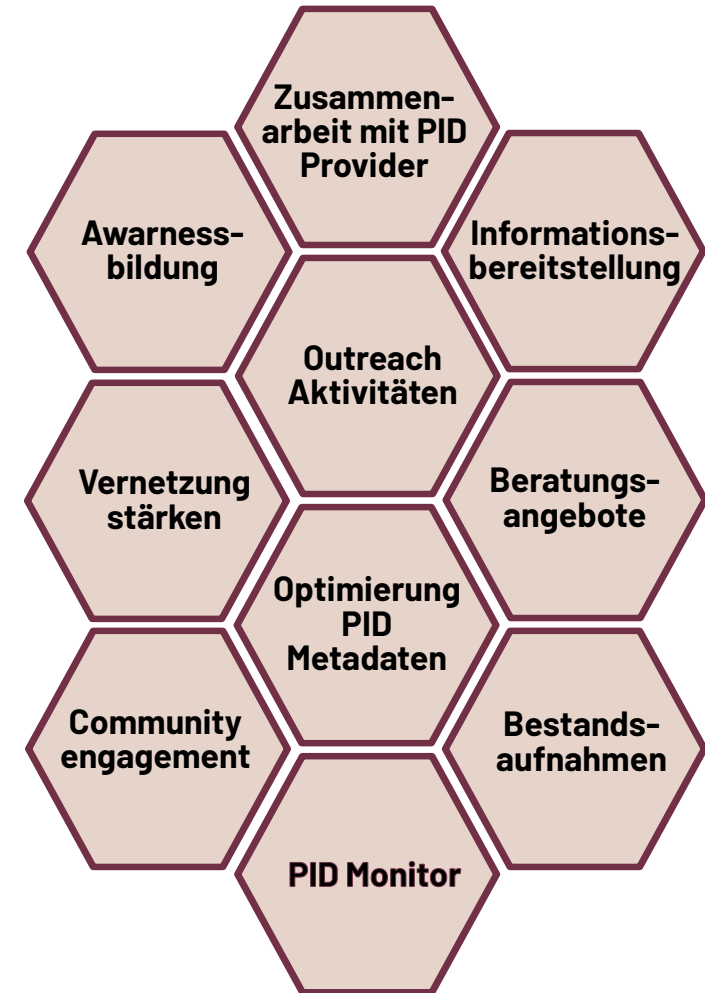 Zusammen-
arbeit mit PID
Provider
Awarness-
bildung
Informations-
bereitstellung
Outreach
Aktivitäten
Vernetzung
stärken
Beratungs-
angebote
Optimierung
PID
Metadaten
Community
engagement
Bestands-
aufnahmen
PID Monitor